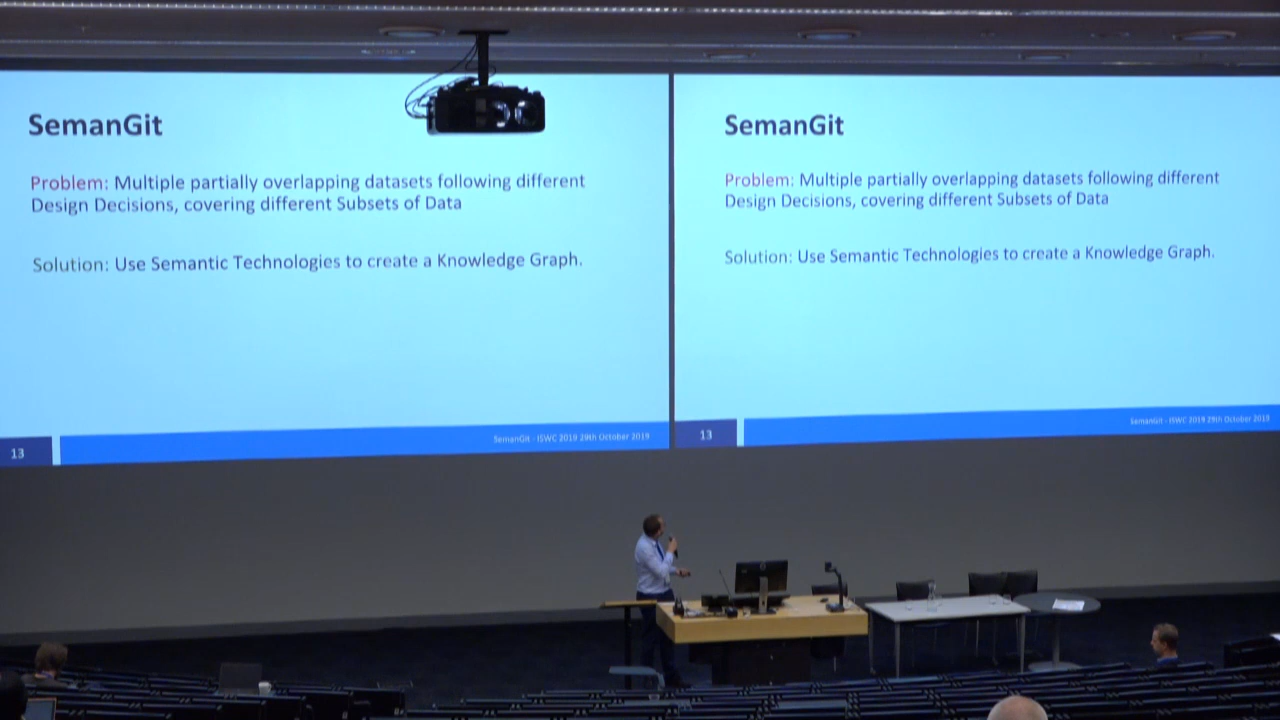 SemanGit
Problem: Multiple partially overlapping datasets following different
Design Decisions, covering different Subsets of Data
Solution: Use Semantic Technologies to create a Knowledge Graph.
13
SemanGit - ISWC 2019 29th October 2019
SemanGit
Problem: Multiple partially overlapping datasets following different
Design Decisions, covering different Subsets of Data
Solution: Use Semantic Technologies to create a Knowledge Graph.
13
SemanGit - ISWC 2019 29th October 2019